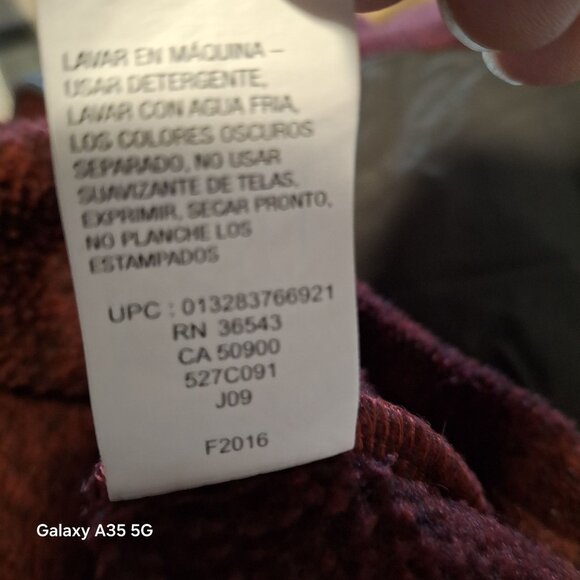 LAVAR EN MÁQUINA –
USAR DETERGENTE,
LAVAR CON AGUA FRIA,
LOS COLORES OSCUROS
SEPARADO, NO USAR
SUAVIZANTE DE TELAS,
EXPRIMIR, SECAR PRONTO,
NO PLANCHE LOS
ESTAMPADOS
UPC : 013283766921
RN 36543
CA 50900
527C091
J09
F2016
Galaxy A35 5G